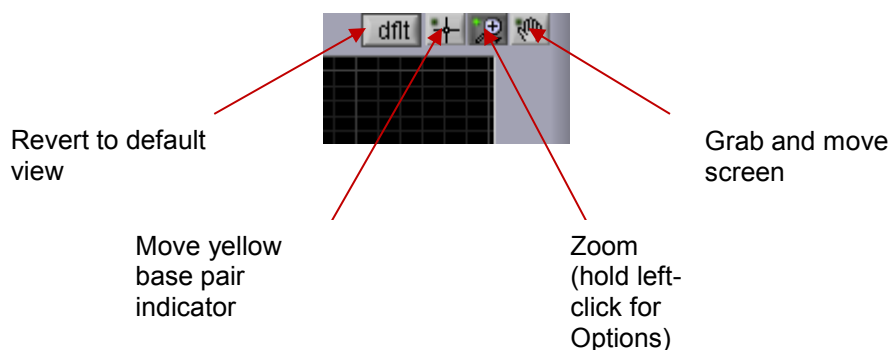 dflt
Revert to default
view
Grab and move
screen
Move yellow
base pair
indicator
Zoom
(hold left-
click for
Options)